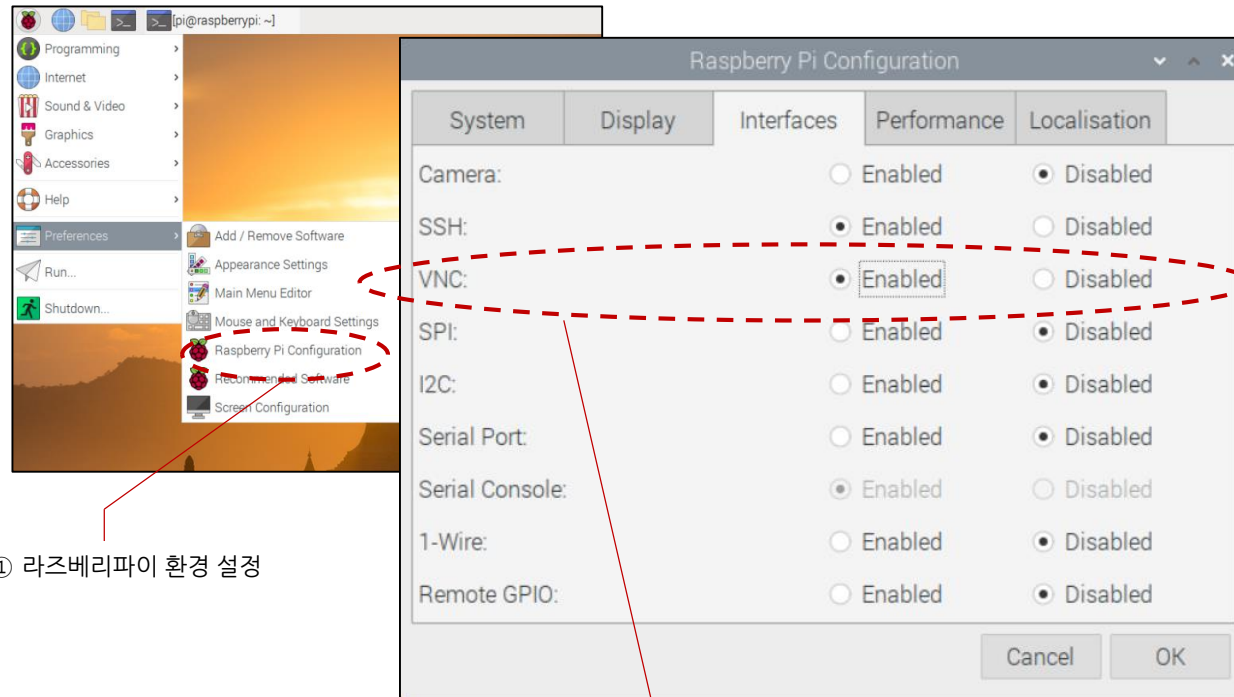 [pi@raspberrypi: ~]
Programming
Internet
Sound & Video
Graphics
Accessories
Help
Preferences
Run...
Shutdown...
Add / Remove Software
Appearance Settings
Main Menu Editor
Mouse and Keyboard Settings
Raspberry Pi Configuration
Recommended Software
Screen Configuration
① 라즈베리파이 환경 설정
Raspberry Pi Configuration
System Display Interfaces Performance Localisation
Camera: Enabled Disabled
SSH: Enabled Disabled
VNC: Enabled Disabled
SPI: Enabled Disabled
I2C: Enabled Disabled
Serial Port: Enabled Disabled
Serial Console: Enabled Disabled
1-Wire: Enabled Disabled
Remote GPIO: Enabled Disabled
Cancel OK